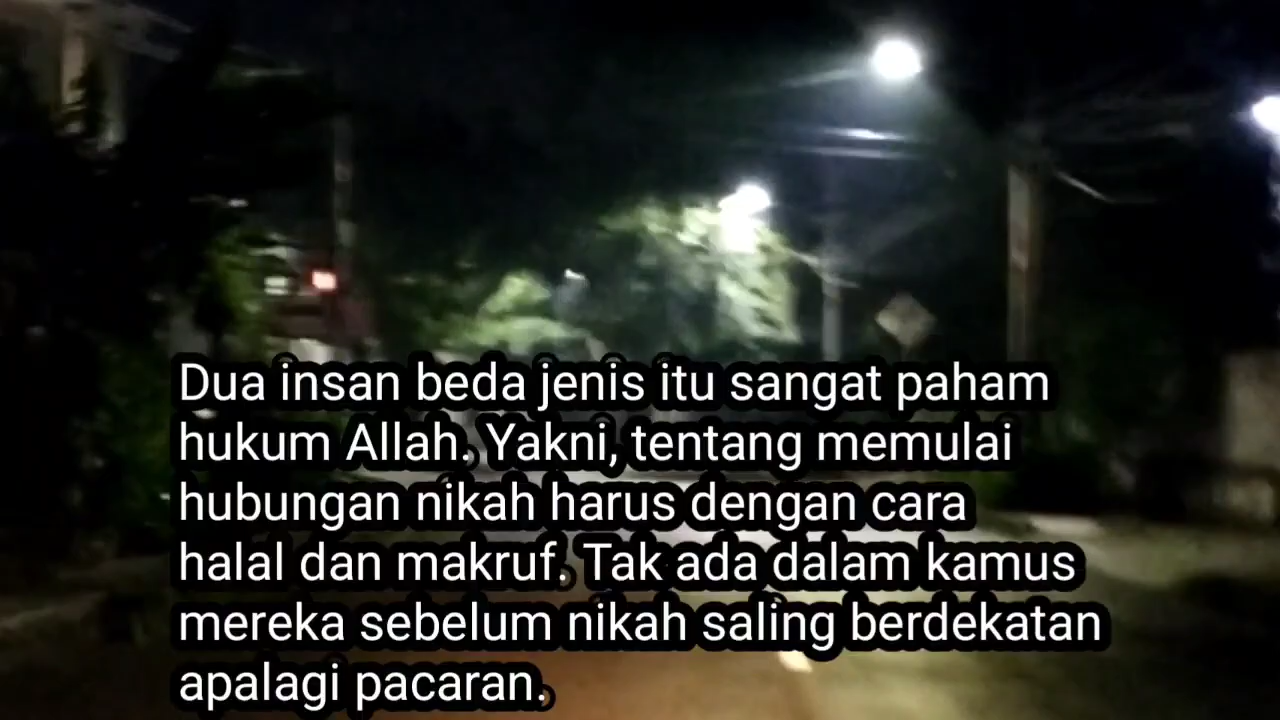 Dua insan beda jenis itu sangat paham
hukum Allah. Yakni, tentang memulai
hubungan nikah harus dengan cara
halal dan makruf. Tak ada dalam kamus
mereka sebelum nikah saling berdekatan
apalagi pacaran.